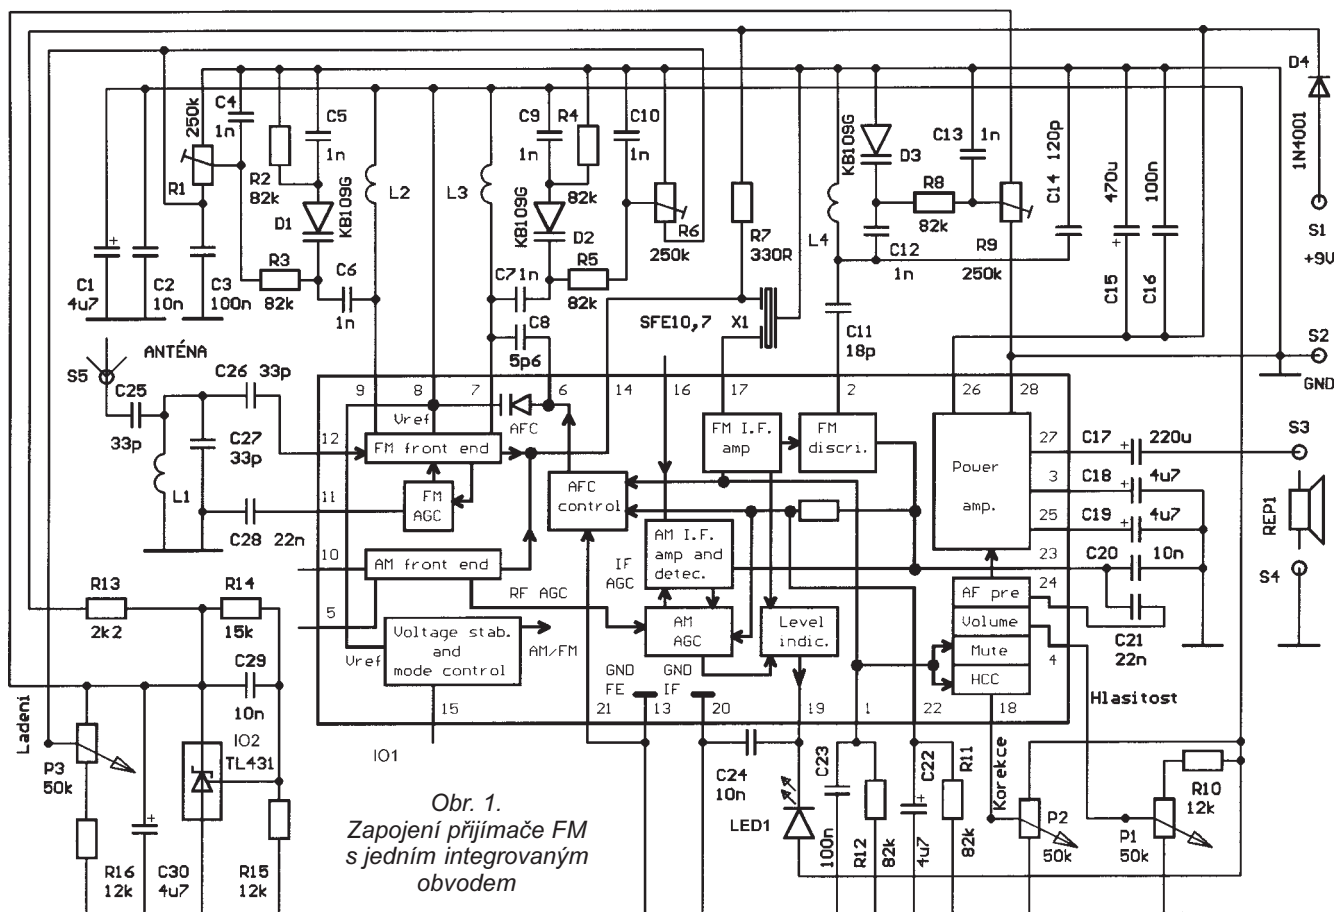 250k
C4
1n
C5
1n
R1
R2
82k
D1
KB109G
L2
L3
C9
1n
R4
82k
C10
1n
KB109G
D2
R6
250k
R7
330R
KB109G
D3
C13
1n
R8
82k
R9
250k
C14 120p
470u
100n
C15
C16
D4
1N4001
S1
+9V
S2
GND
C1
4u7
C2
10n
C3
100n
R3
82k
C6
1n
C7 1n
R5
82k
C8
5p6
SFE10,7
X1
L4
C12
1n
C11
18p
ANTÉNA
S5
C25
33p
C26
33p
C27
33p
L1
C28
22n
9
8
7
6
14
16
17
2
26
28
Vref
AFC
12
FM front end
FM
AGC
11
AFC
control
FM I.F.
amp
FM
discri.
Power
amp.
27
3
25
23
C17
220u
C18
4u7
C19
4u7
C20
10n
S3
REP1
S4
10
AM front end
RF AGC
IF
AGC
AM I.F.
amp and
detec.
5
Voltage stab.
and
mode control
Vref
AM/FM
AM
AGC
Level
indic.
24
AF pre
Volume
Mute
HCC
4
C21
22n
Hlasitost
GND
FE
GND
IF
15
21
13
20
19
1
22
18
IO1
R13
2k2
R14
15k
C29
10n
IO2
TL431
Ladení
P3
50k
R16
12k
C30
4u7
R15
12k
C24
10n
LED1
C23
100n
R12
82k
C22
4u7
R11
82k
Korekce
P2
50k
P1
50k
R10
12k
Obr. 1.
Zapojení přijímače FM
s jedním integrovaným
obvodem